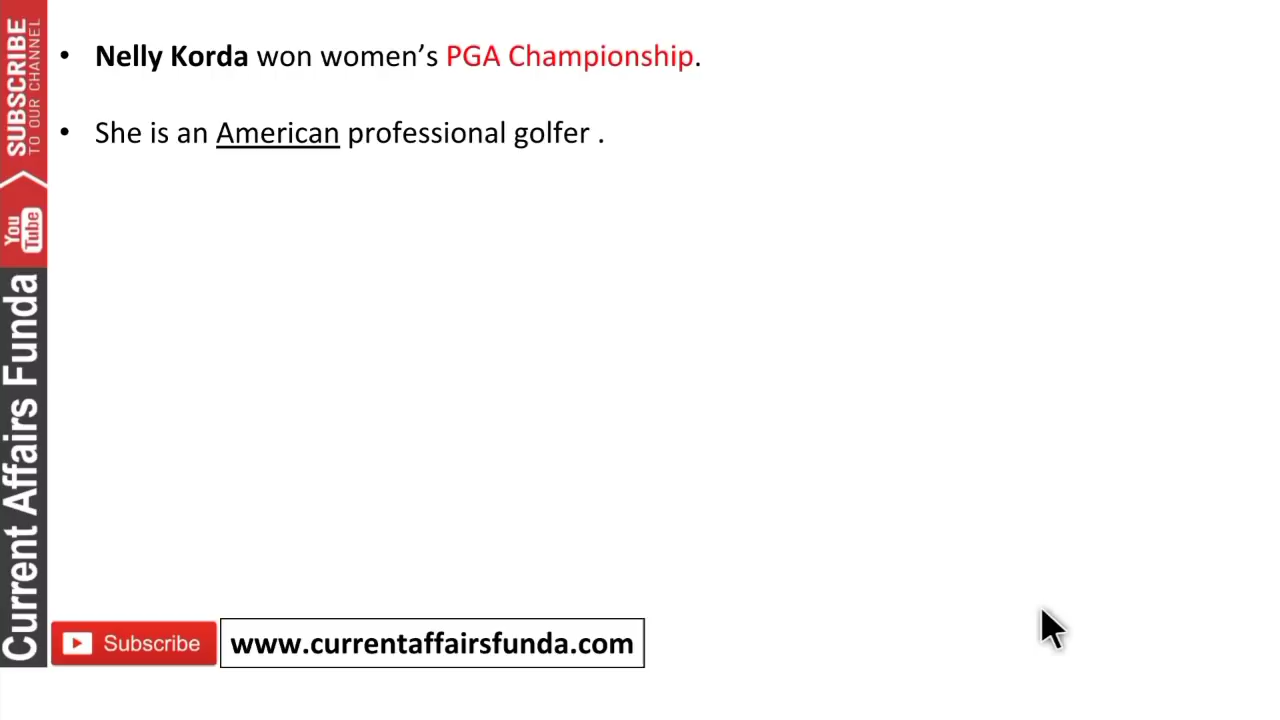 • Nelly Korda won women’s PGA Championship.
• She is an American professional golfer .
SUBSCRIBE
TO OUR CHANNEL
You Tube
Current Affairs Funda
Subscribe
www.currentaffairsfunda.com